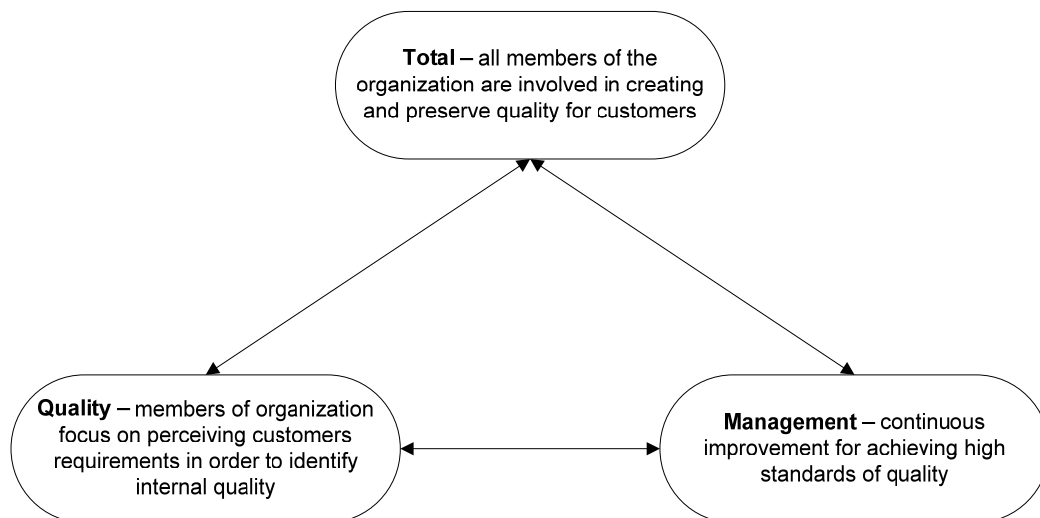 Total – all members of the
organization are involved in creating
and preserve quality for customers
Quality – members of organization
focus on perceiving customers
requirements in order to identify
internal quality
Management – continuous
improvement for achieving high
standards of quality